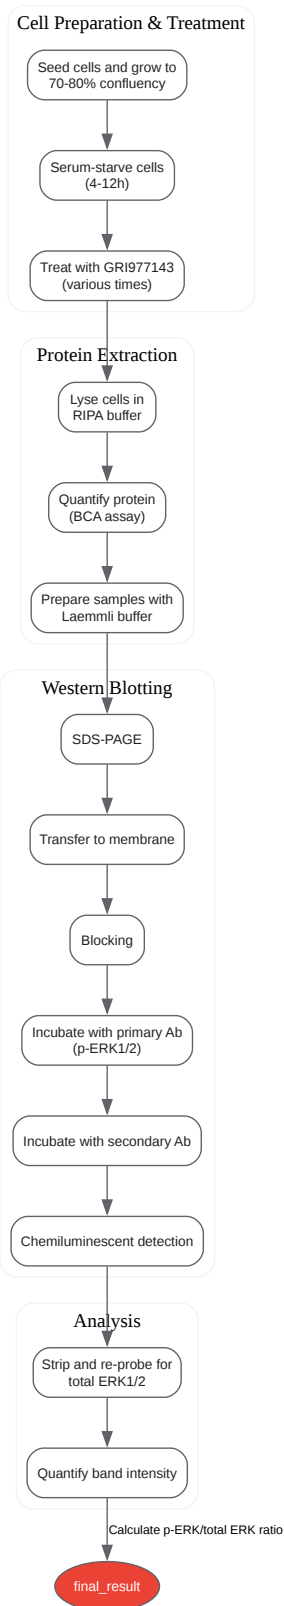 Cell Preparation & Treatment
Seed cells and grow to
70-80% confluency
Serum-starve cells
(4-12h)
Treat with GRI977143
(various times)
Protein Extraction
Lyse cells in
RIPA buffer
Quantify protein
(BCA assay)
Prepare samples with
Laemmli buffer
Western Blotting
SDS-PAGE
Transfer to membrane
Blocking
Incubate with primary Ab
(p-ERK1/2)
Incubate with secondary Ab
Chemiluminescent detection
Analysis
Strip and re-probe for
total ERK1/2
Quantify band intensity
Calculate p-ERK/total ERK ratio
final_result